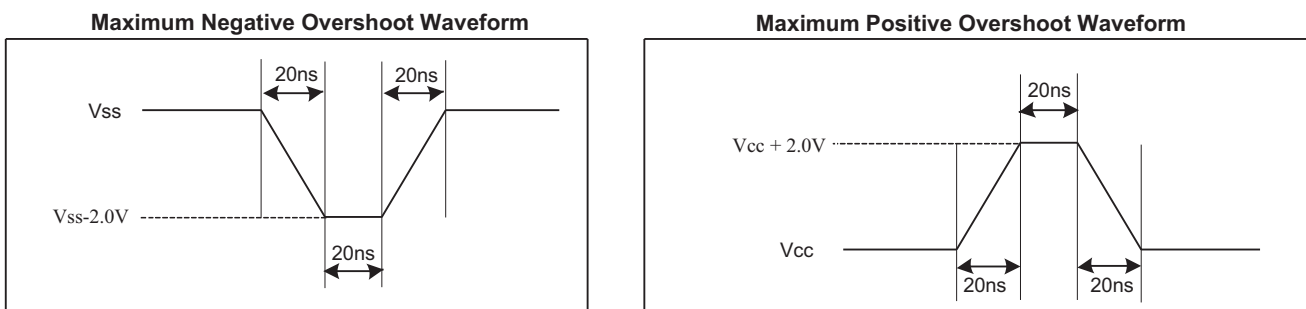 Maximum Negative Overshoot Waveform
20ns
20ns
Vss
Vss-2.0V
20ns
Maximum Positive Overshoot Waveform
20ns
Vcc + 2.0V
Vcc
20ns
20ns